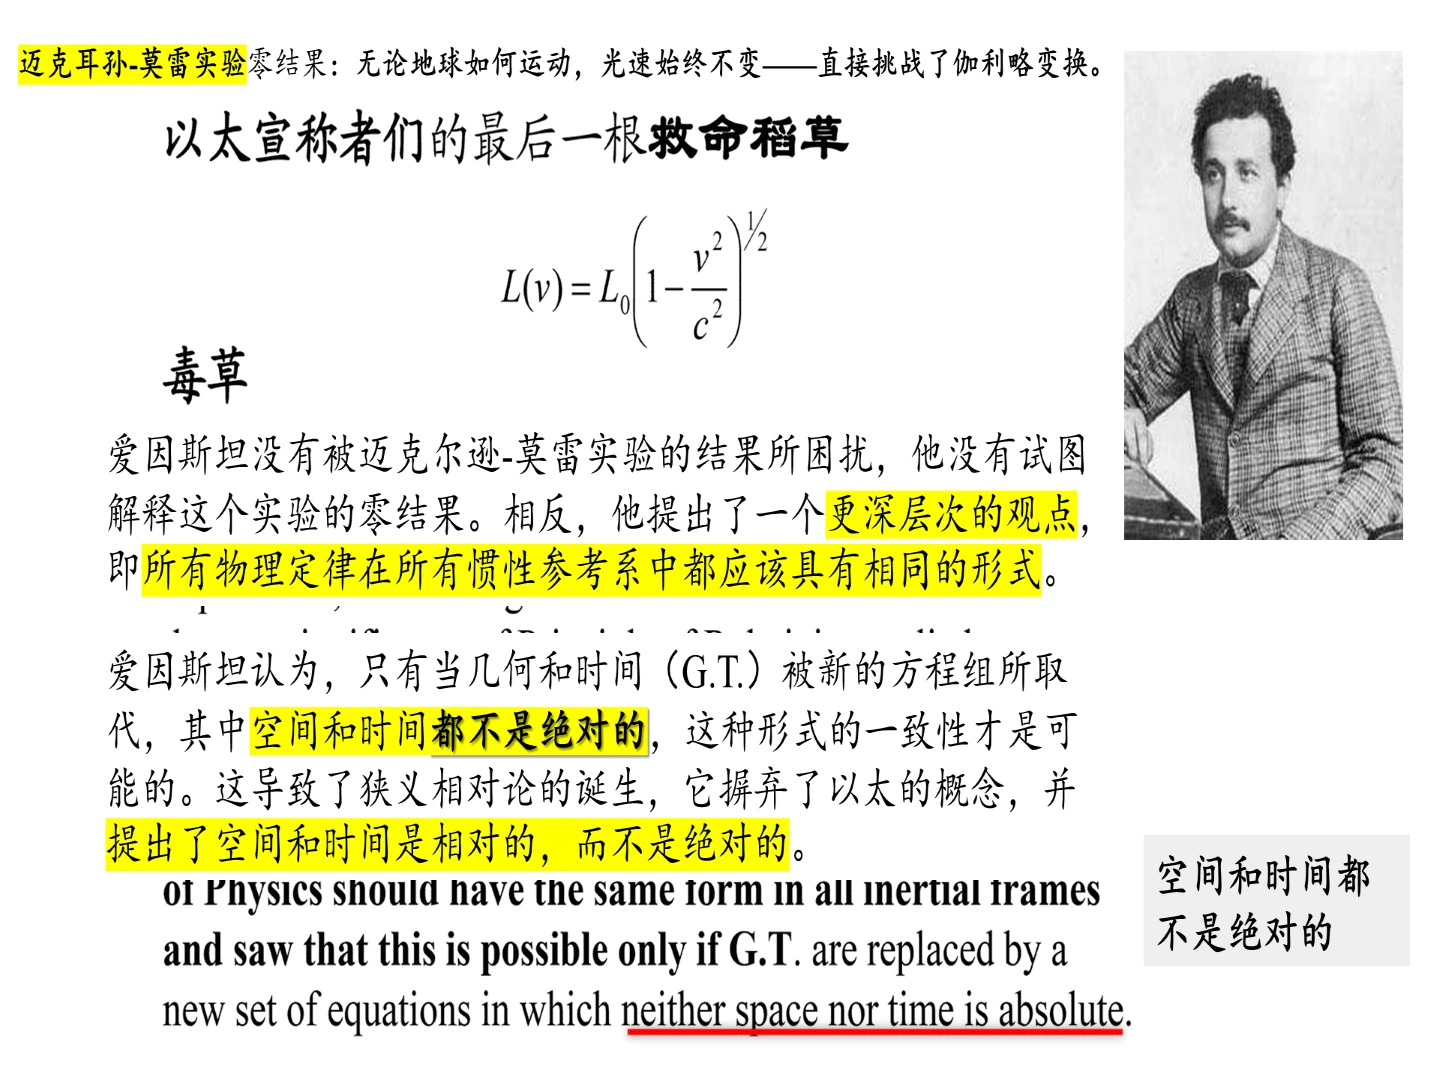 迈克耳孙-莫雷实验零结果：无论地球如何运动，光速始终不变——直接挑战了伽利略变换。
以太宣称者们的最后一根救命稻草
L(v) = L₀(1 − v²/c²)^½
毒草
爱因斯坦没有被迈克尔逊-莫雷实验的结果所困扰，他没有试图
解释这个实验的零结果。相反，他提出了一个更深层次的观点，
即所有物理定律在所有惯性参考系中都应该具有相同的形式。
爱因斯坦认为，只有当几何和时间（G.T.）被新的方程组所取
代，其中空间和时间都不是绝对的，这种形式的一致性才是可
能的。这导致了狭义相对论的诞生，它摒弃了以太的概念，并
提出了空间和时间是相对的，而不是绝对的。
of Physics should have the same form in all inertial frames
and saw that this is possible only if G.T. are replaced by a
new set of equations in which neither space nor time is absolute.
空间和时间都
不是绝对的